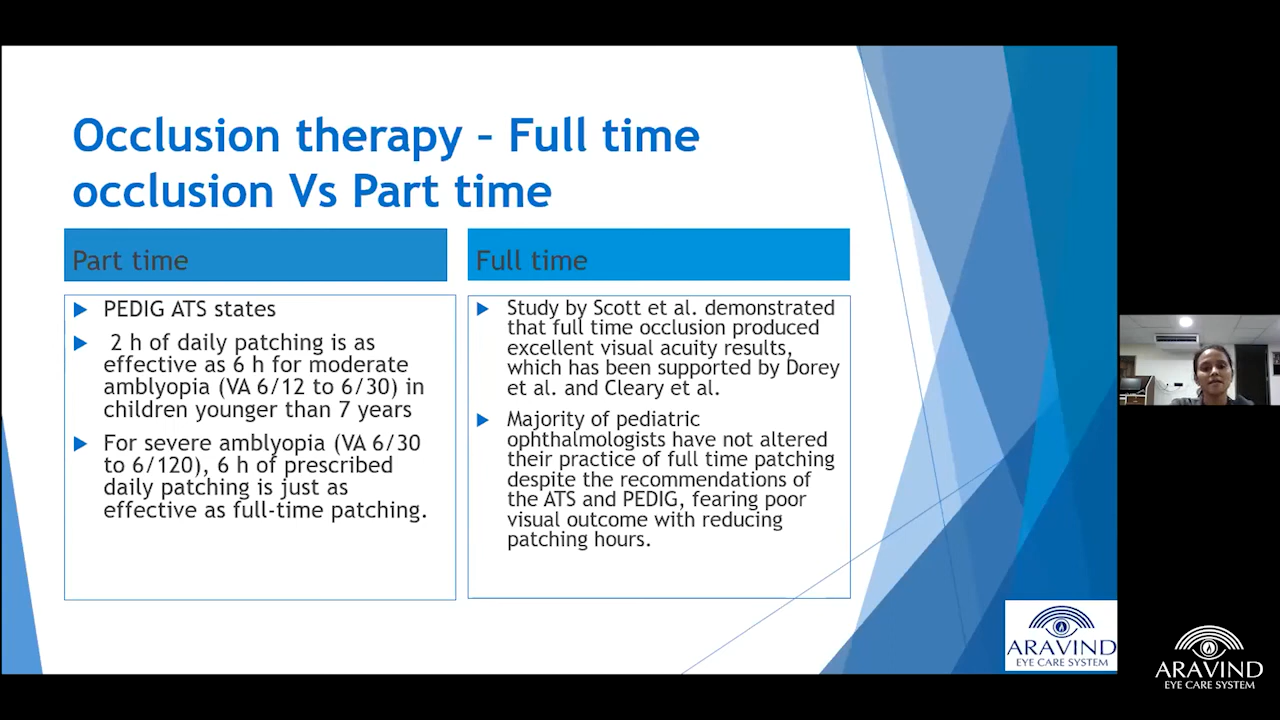 Occlusion therapy – Full time
occlusion Vs Part time
Part time
PEDIG ATS states
2 h of daily patching is as
effective as 6 h for moderate
amblyopia (VA 6/12 to 6/30) in
children younger than 7 years
For severe amblyopia (VA 6/30
to 6/120), 6 h of prescribed
daily patching is just as
effective as full-time patching.
Full time
Study by Scott et al. demonstrated
that full time occlusion produced
excellent visual acuity results,
which has been supported by Dorey
et al. and Cleary et al.
Majority of pediatric
ophthalmologists have not altered
their practice of full time patching
despite the recommendations of
the ATS and PEDIG, fearing poor
visual outcome with reducing
patching hours.
ARAVIND
EYE CARE SYSTEM
ARAVIND
EYE CARE SYSTEM